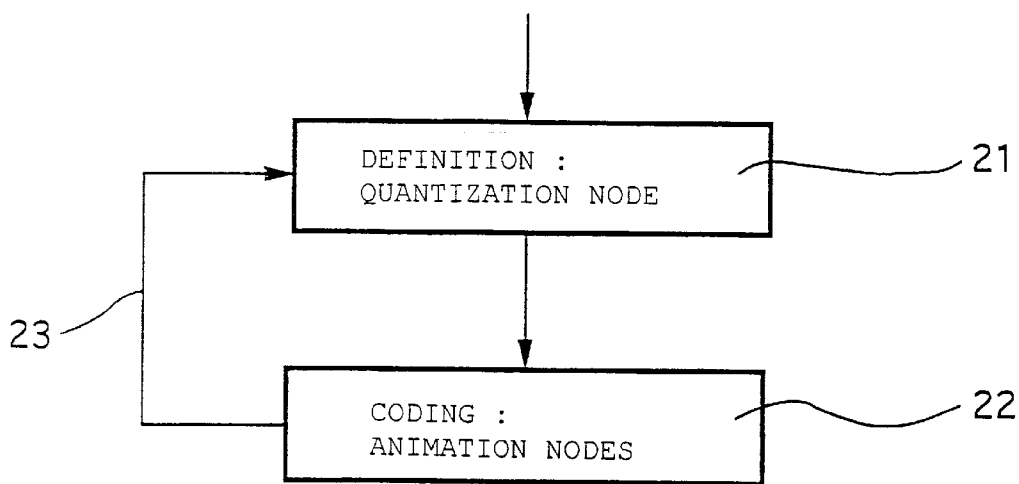 DEFINITION :
QUANTIZATION NODE
21
23
CODING :
ANIMATION NODES
22